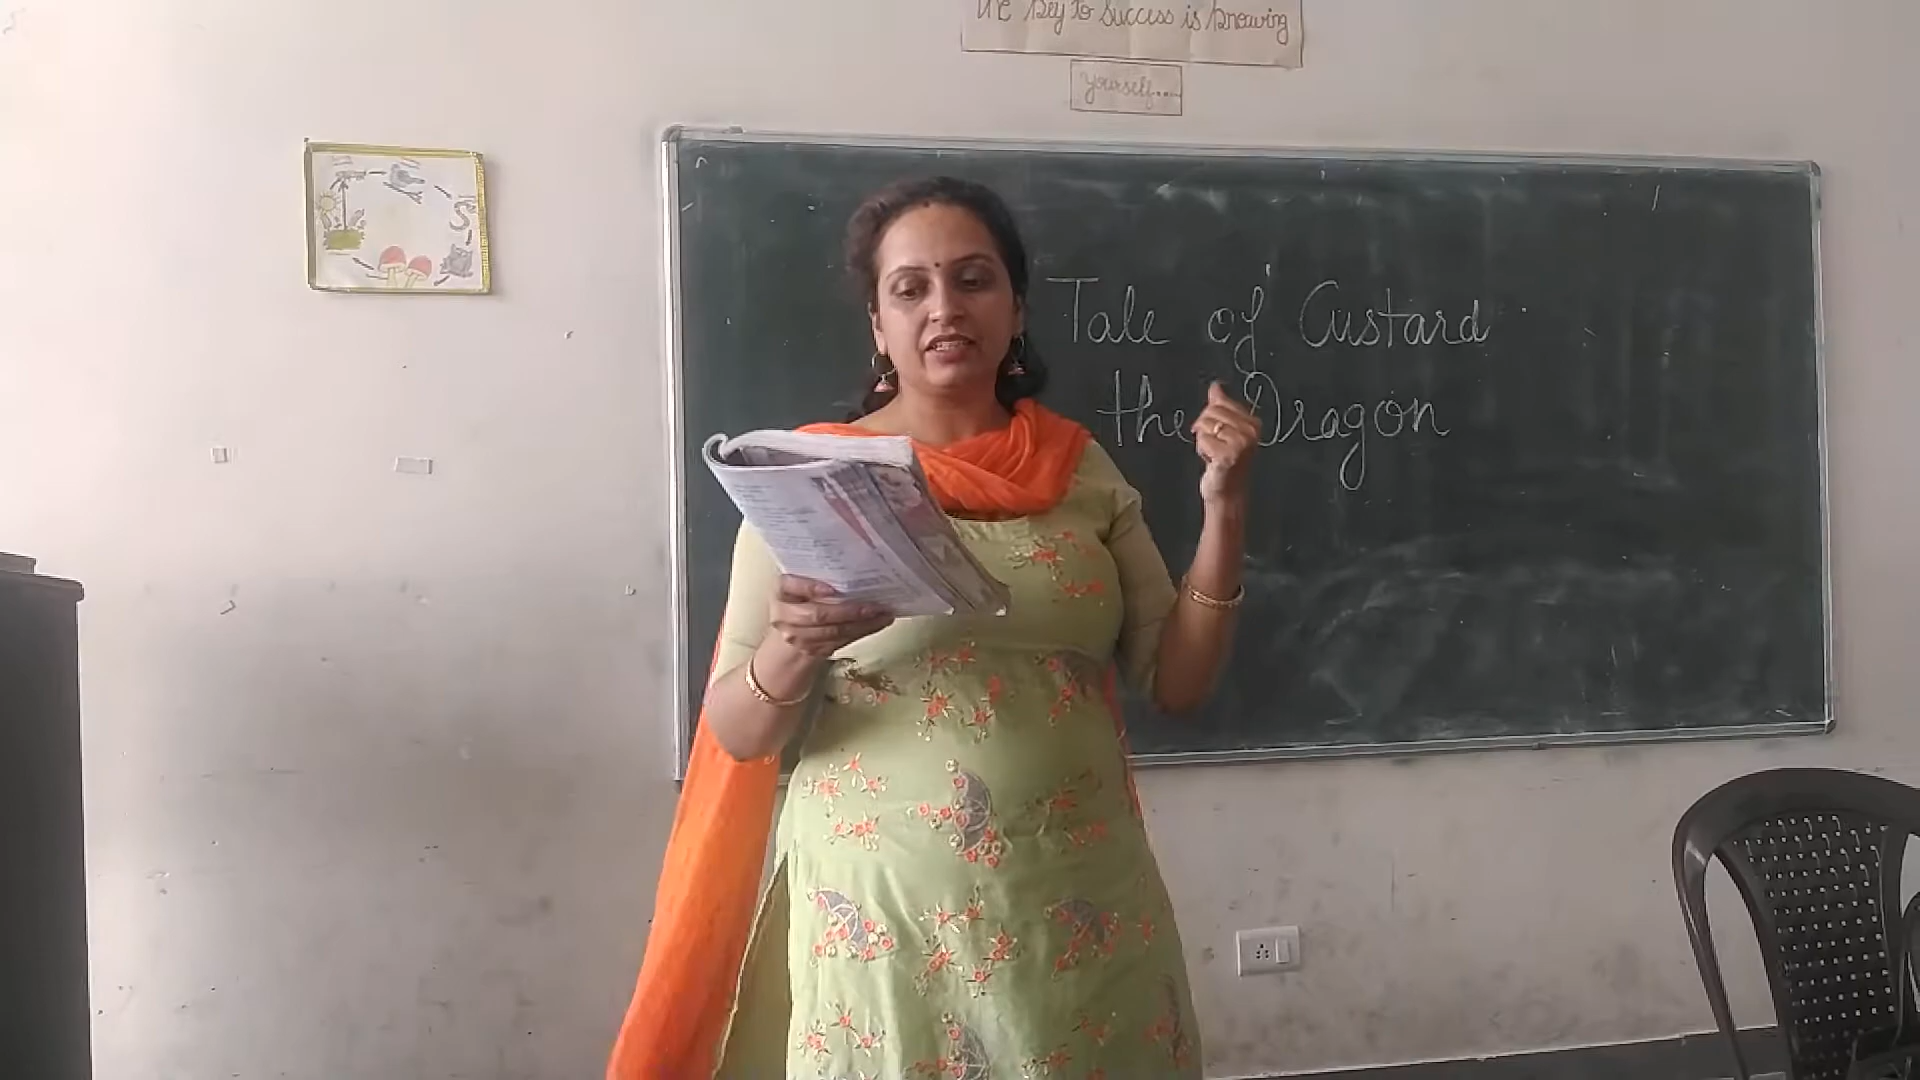 the key to success is knowing
yourself....
Tale of Custard
the Dragon